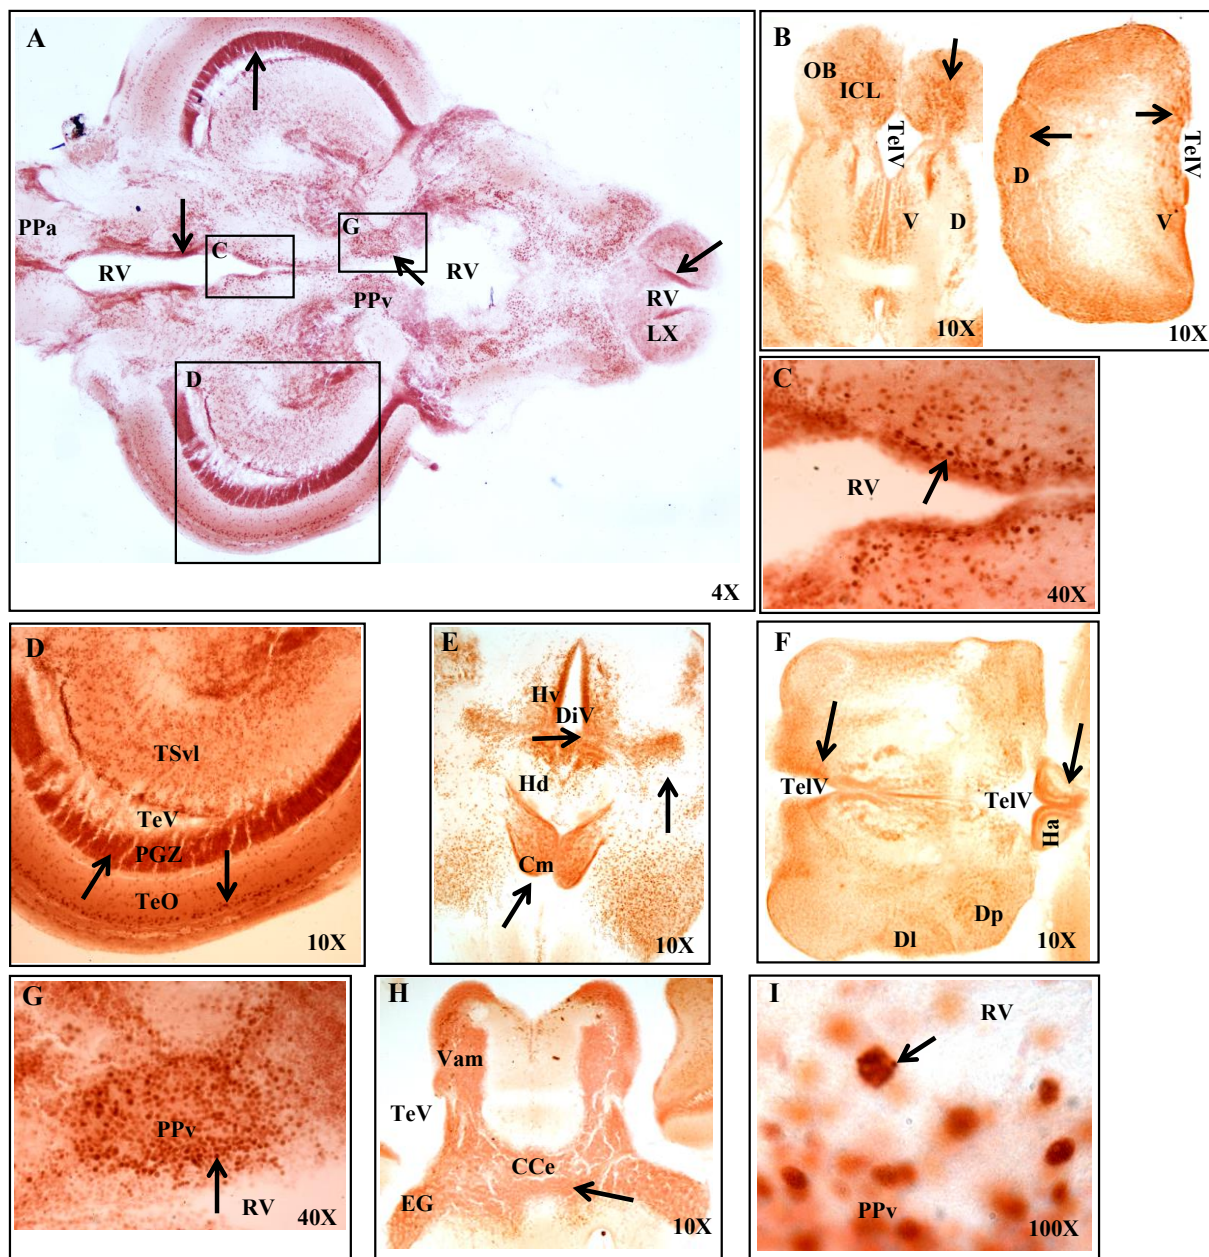 A
PPa
RV
C
G
PPv
RV
RV
LX
D
4X
B
OB
ICL
TelV
V
D
10X
D
TelV
V
10X
C
RV
40X
D
TSvl
TeV
PGZ
TeO
10X
E
Hv
DiV
Hd
Cm
10X
F
TelV
TelV
Ha
Dp
Dl
10X
G
PPv
RV
40X
H
Vam
TeV
CCe
EG
10X
I
RV
PPv
100X